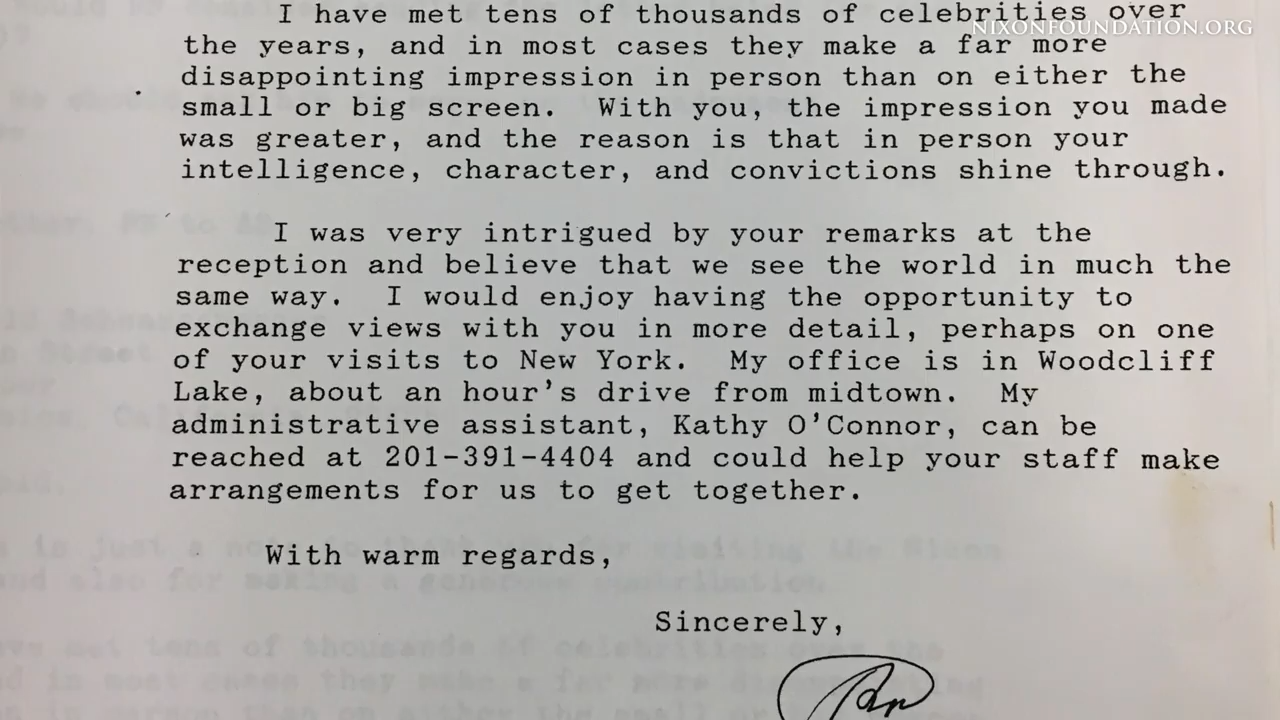 I have met tens of thousands of celebrities over
NIXONFOUNDATION.ORG
the years, and in most cases they make a far more
disappointing impression in person than on either the
small or big screen. With you, the impression you made
was greater, and the reason is that in person your
intelligence, character, and convictions shine through.
I was very intrigued by your remarks at the
reception and believe that we see the world in much the
same way. I would enjoy having the opportunity to
exchange views with you in more detail, perhaps on one
of your visits to New York. My office is in Woodcliff
Lake, about an hour's drive from midtown. My
administrative assistant, Kathy O'Connor, can be
reached at 201-391-4404 and could help your staff make
arrangements for us to get together.
With warm regards,
Sincerely,